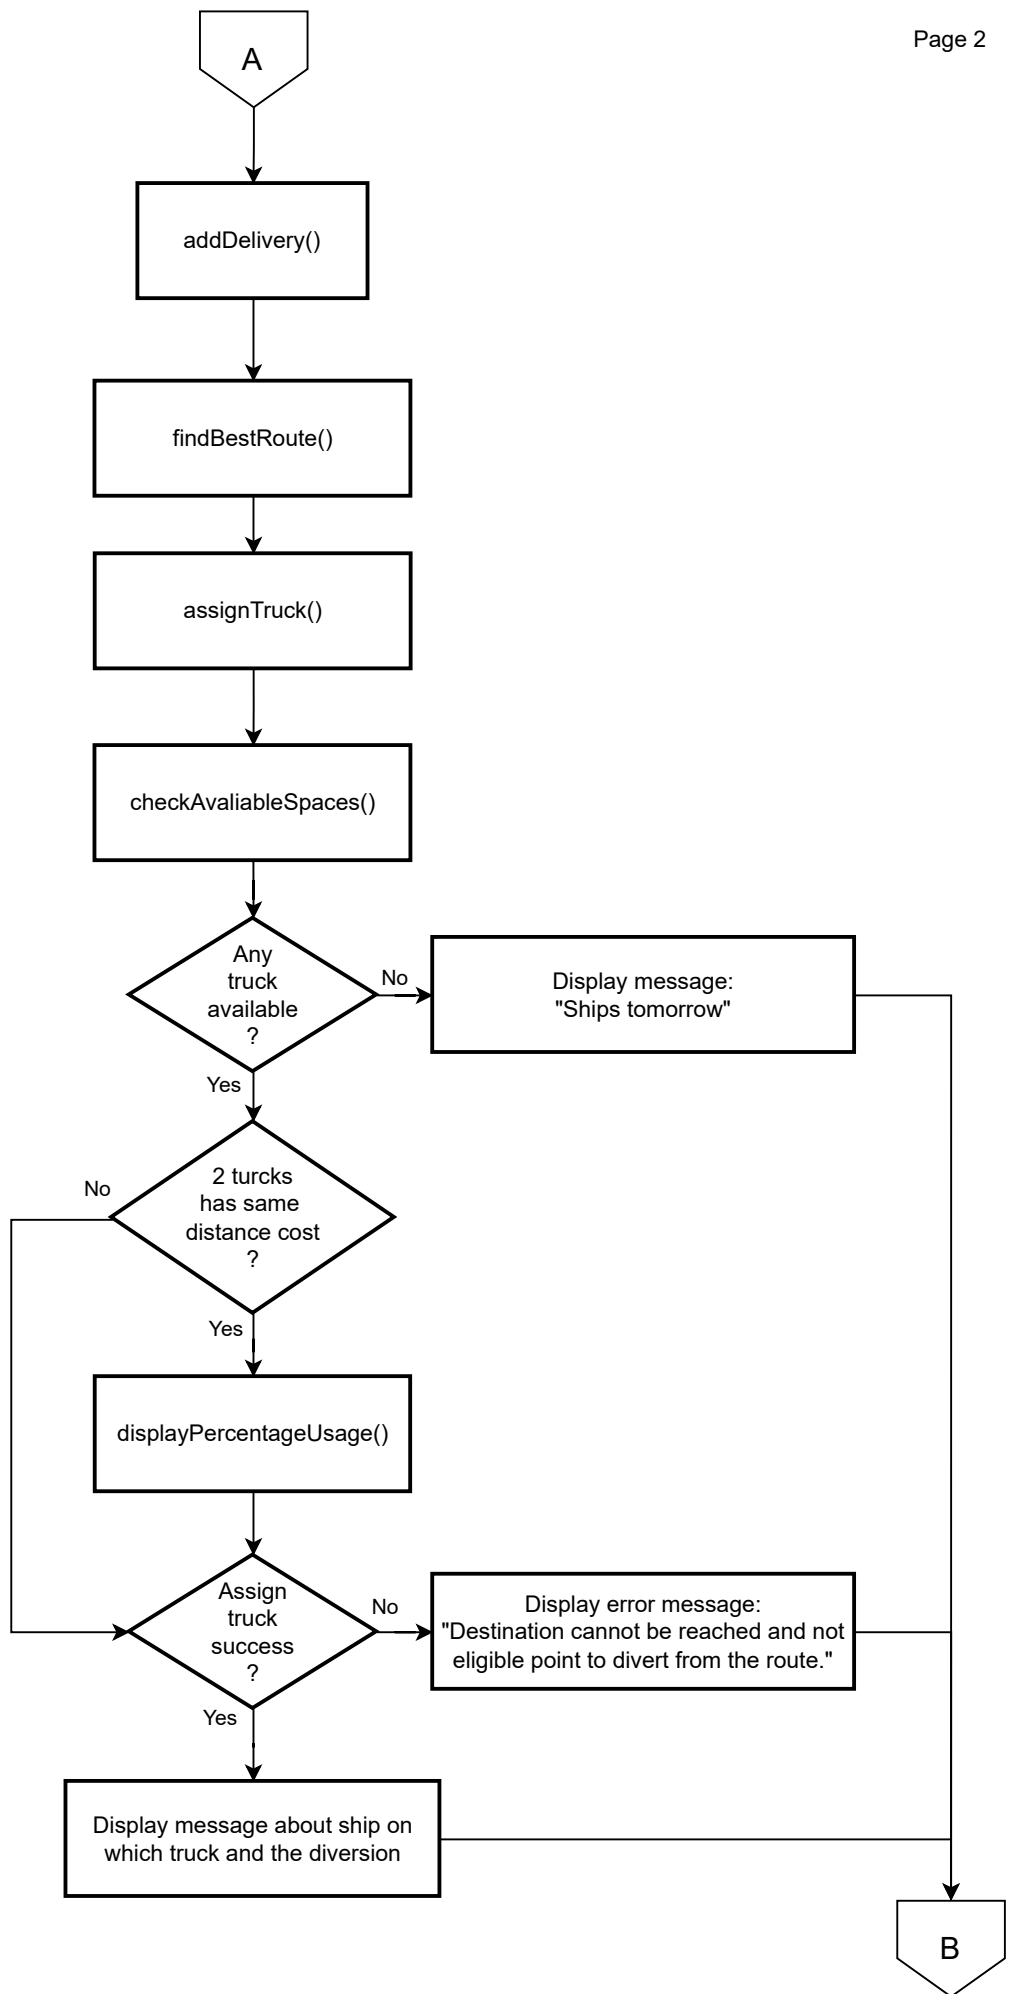 Page 2
A
addDelivery()
findBestRoute()
assignTruck()
checkAvaliableSpaces()
Any
truck
available
?
No
Display message:
"Ships tomorrow"
Yes
2 turcks
has same
distance cost
?
No
Yes
displayPercentageUsage()
Assign
truck
success
?
No
Display error message:
"Destination cannot be reached and not
eligible point to divert from the route."
Yes
Display message about ship on
which truck and the diversion
B